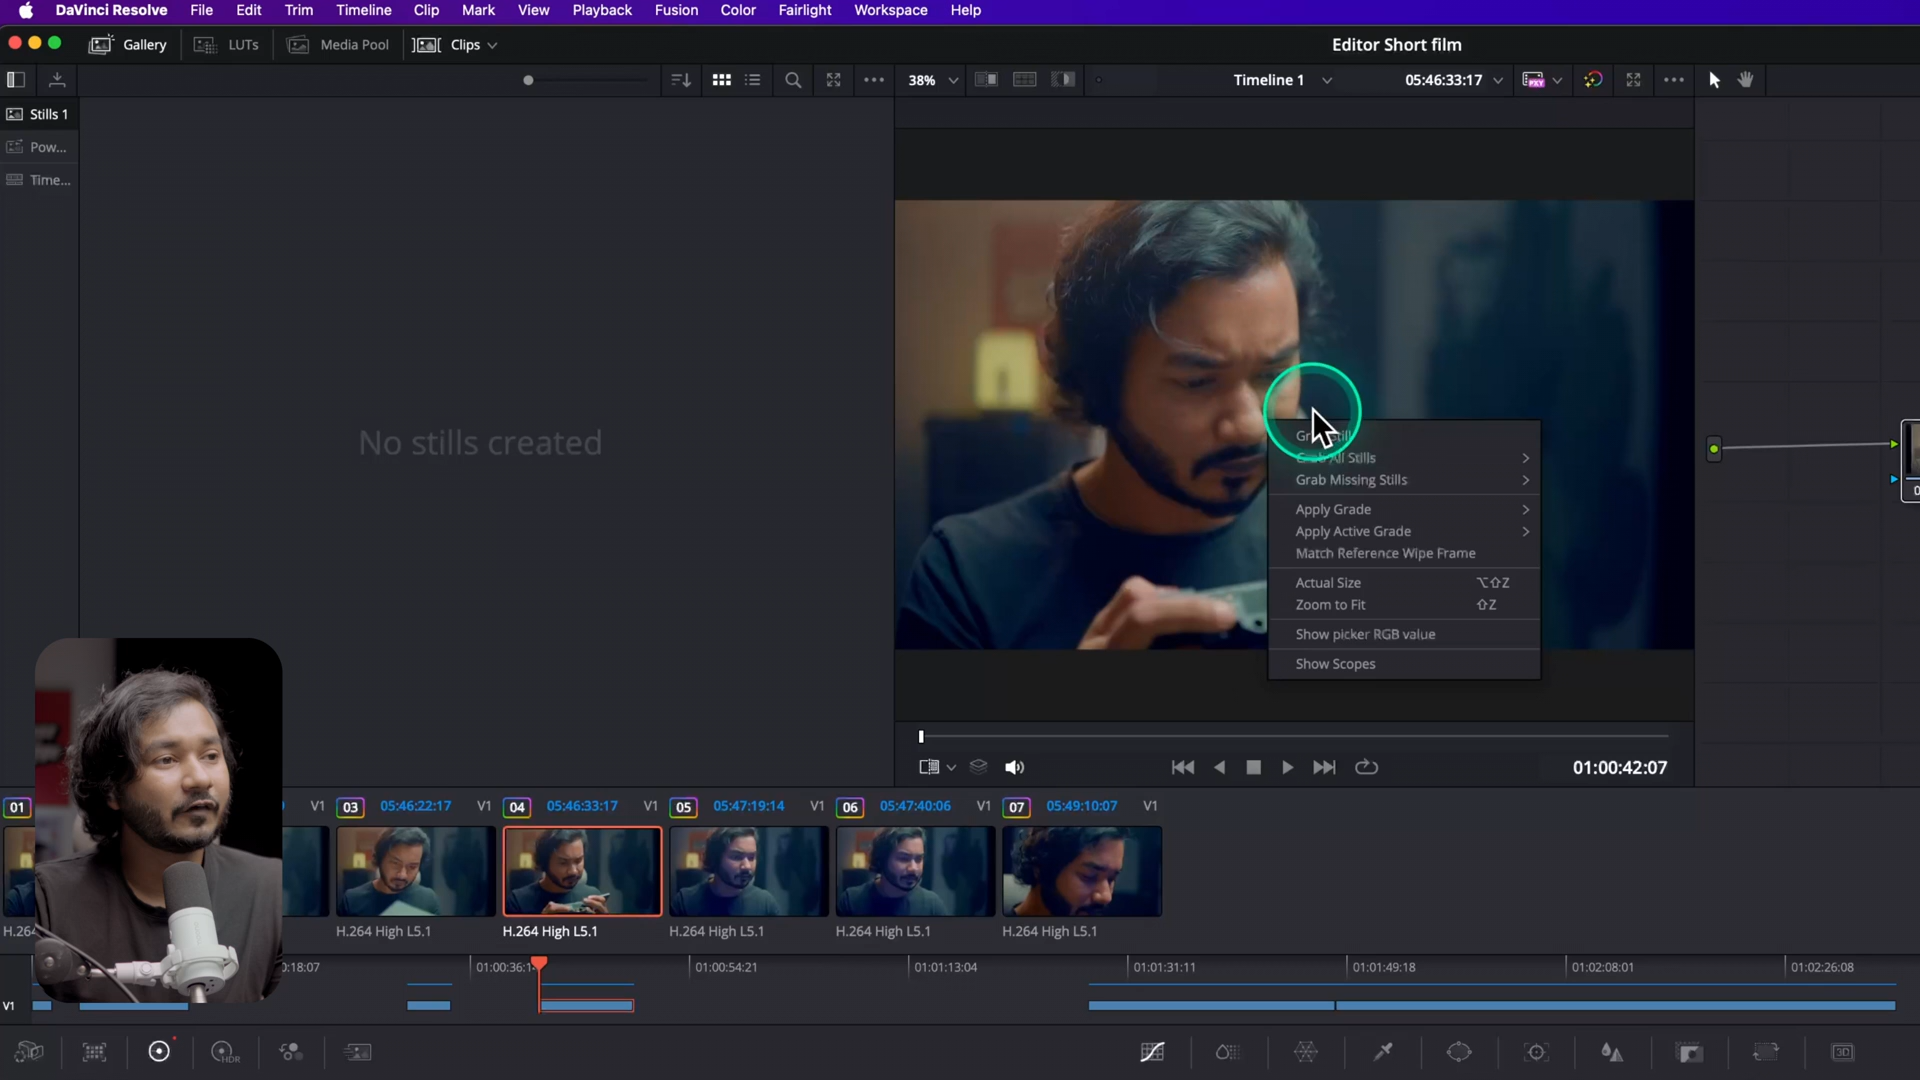 DaVinci Resolve File Edit Trim Timeline Clip Mark View Playback Fusion Color Fairlight Workspace Help
Gallery LUTs Media Pool Clips Editor Short film
38% Timeline 1 05:46:33:17
Stills 1
Pow...
Time...
No stills created
Grab Still
Grab All Stills
Grab Missing Stills
Apply Grade
Apply Active Grade
Match Reference Wipe Frame
Actual Size ⌥⇧Z
Zoom to Fit ⇧Z
Show picker RGB value
Show Scopes
01:00:42:07
01 V1 03 05:46:22:17 V1 04 05:46:33:17 V1 05 05:47:19:14 V1 06 05:47:40:06 V1 07 05:49:10:07 V1
H.264 High L5.1 H.264 High L5.1 H.264 High L5.1 H.264 High L5.1 H.264 High L5.1
01:00:54:21 01:01:13:04 01:01:31:11 01:01:49:18 01:02:08:01 01:02:26:08
V1
HDR 3D